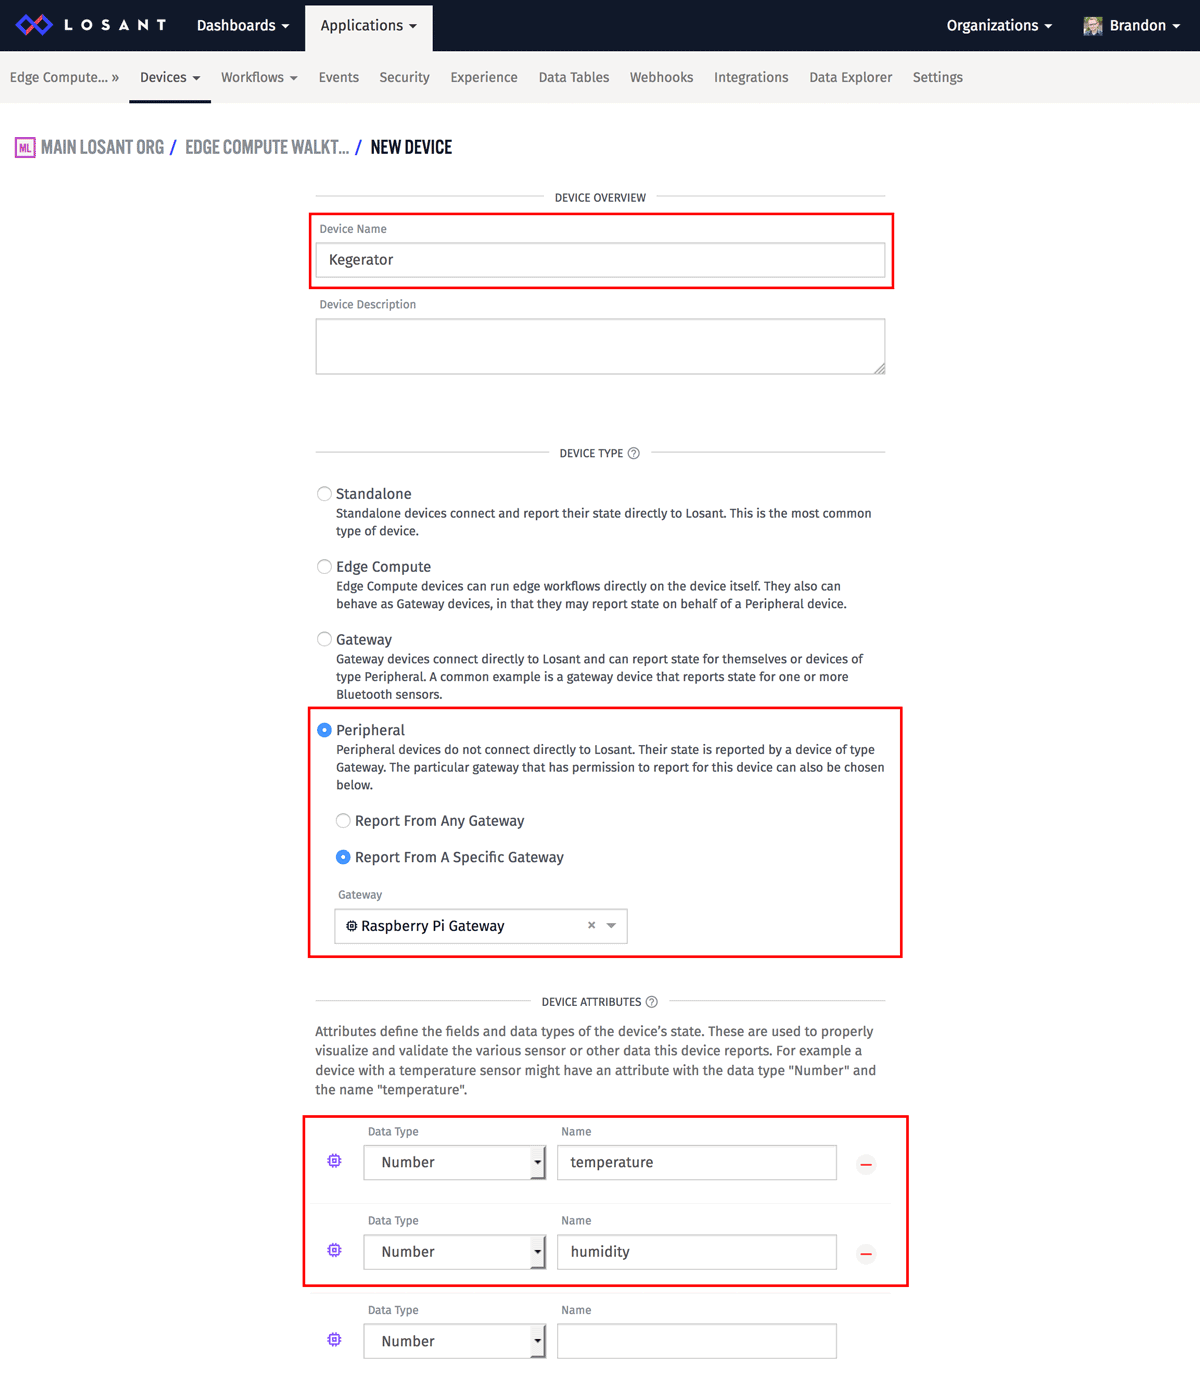 LOSANT Dashboards Applications Organizations Brandon
Edge Compute... » Devices Workflows Events Security Experience Data Tables Webhooks Integrations Data Explorer Settings
ML MAIN LOSANT ORG / EDGE COMPUTE WALKT... / NEW DEVICE
DEVICE OVERVIEW
Device Name
Kegerator
Device Description
DEVICE TYPE ?
Standalone
Standalone devices connect and report their state directly to Losant. This is the most common
type of device.
Edge Compute
Edge Compute devices can run edge workflows directly on the device itself. They also can
behave as Gateway devices, in that they may report state on behalf of a Peripheral device.
Gateway
Gateway devices connect directly to Losant and can report state for themselves or devices of
type Peripheral. A common example is a gateway device that reports state for one or more
Bluetooth sensors.
Peripheral
Peripheral devices do not connect directly to Losant. Their state is reported by a device of type
Gateway. The particular gateway that has permission to report for this device can also be chosen
below.
Report From Any Gateway
Report From A Specific Gateway
Gateway
Raspberry Pi Gateway ×
DEVICE ATTRIBUTES ?
Attributes define the fields and data types of the device's state. These are used to properly
visualize and validate the various sensor or other data this device reports. For example a
device with a temperature sensor might have an attribute with the data type "Number" and
the name "temperature".
Data Type Name
Number temperature
Data Type Name
Number humidity
Data Type Name
Number